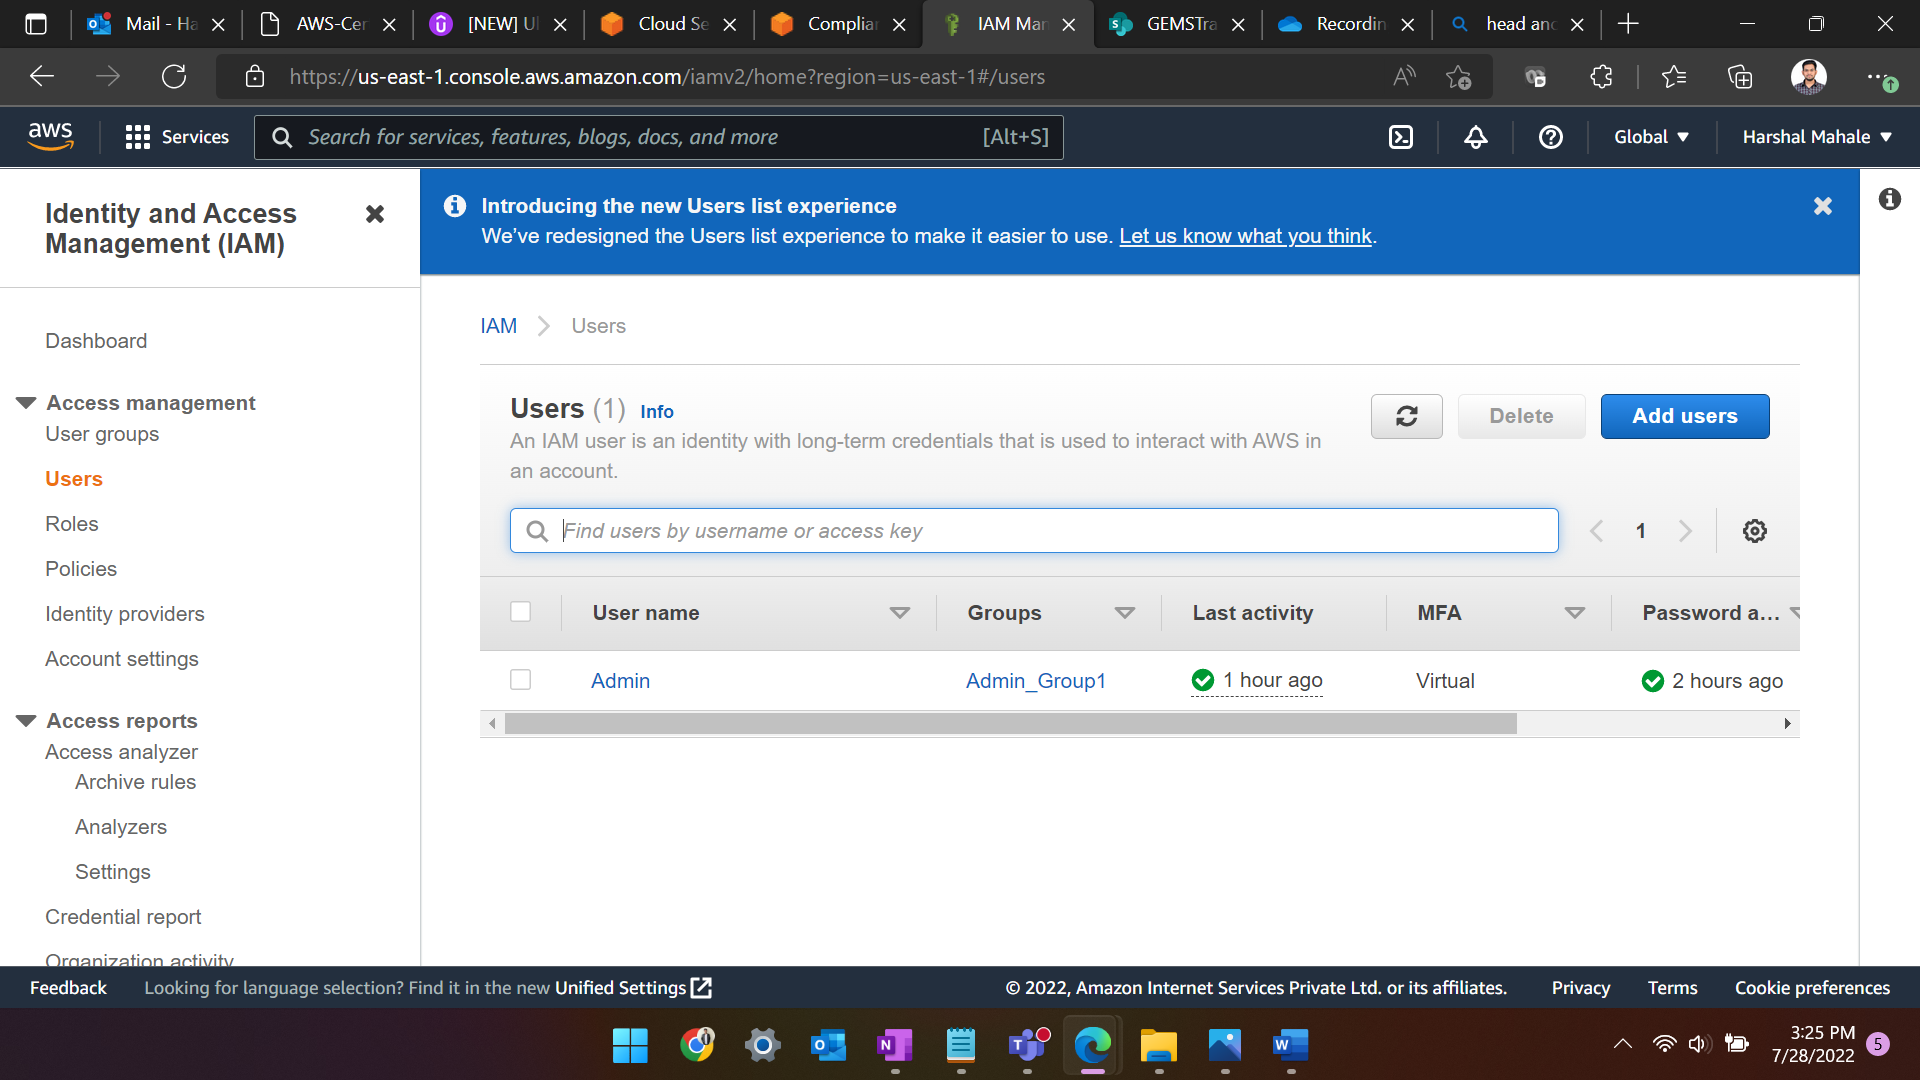 Mail - Ha
AWS-Cer
[NEW] Ul
Cloud Se
Complian
IAM Man
GEMSTra
Recordin
head and
https://us-east-1.console.aws.amazon.com/iamv2/home?region=us-east-1#/users
aws
Services
Search for services, features, blogs, docs, and more
[Alt+S]
Global
Harshal Mahale
Identity and Access
Management (IAM)
Dashboard
Access management
User groups
Users
Roles
Policies
Identity providers
Account settings
Access reports
Access analyzer
Archive rules
Analyzers
Settings
Credential report
Organization activity
Introducing the new Users list experience
We've redesigned the Users list experience to make it easier to use. Let us know what you think.
IAM
Users
Users (1) Info
An IAM user is an identity with long-term credentials that is used to interact with AWS in
an account.
Delete
Add users
Find users by username or access key
1
User name
Groups
Last activity
MFA
Password a...
Admin
Admin_Group1
1 hour ago
Virtual
2 hours ago
Feedback
Looking for language selection? Find it in the new Unified Settings
© 2022, Amazon Internet Services Private Ltd. or its affiliates.
Privacy
Terms
Cookie preferences
3:25 PM
7/28/2022
5